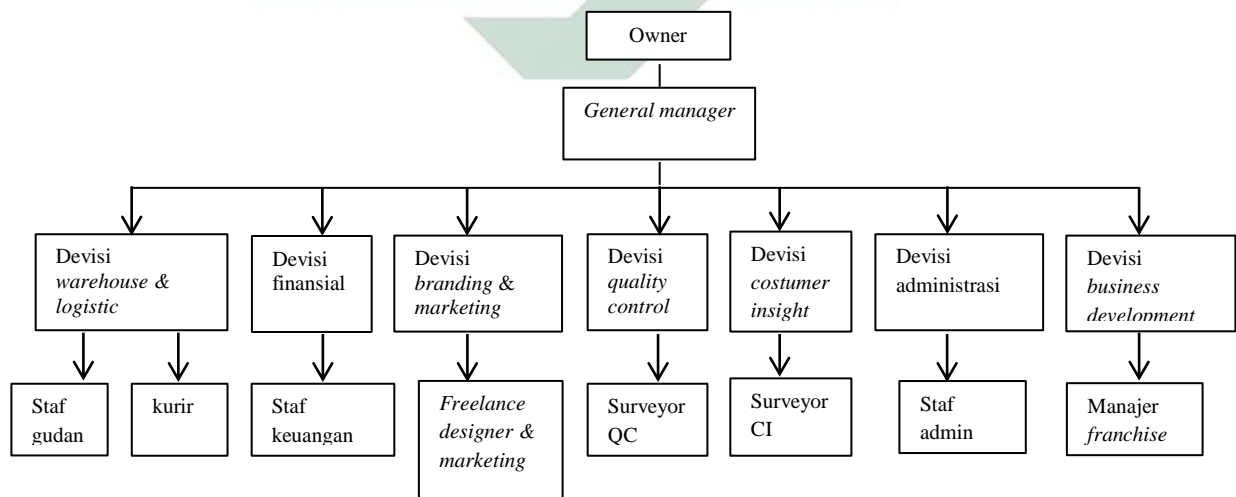 Owner
General manager
Devisi
warehouse &
logistic
Devisi
finansial
Devisi
branding &
marketing
Devisi
quality
control
Devisi
costumer
insight
Devisi
administrasi
Devisi
business
development
Staf
gudan
kurir
Staf
keuangan
Freelance
designer &
marketing
Surveyor
QC
Surveyor
CI
Staf
admin
Manajer
franchise